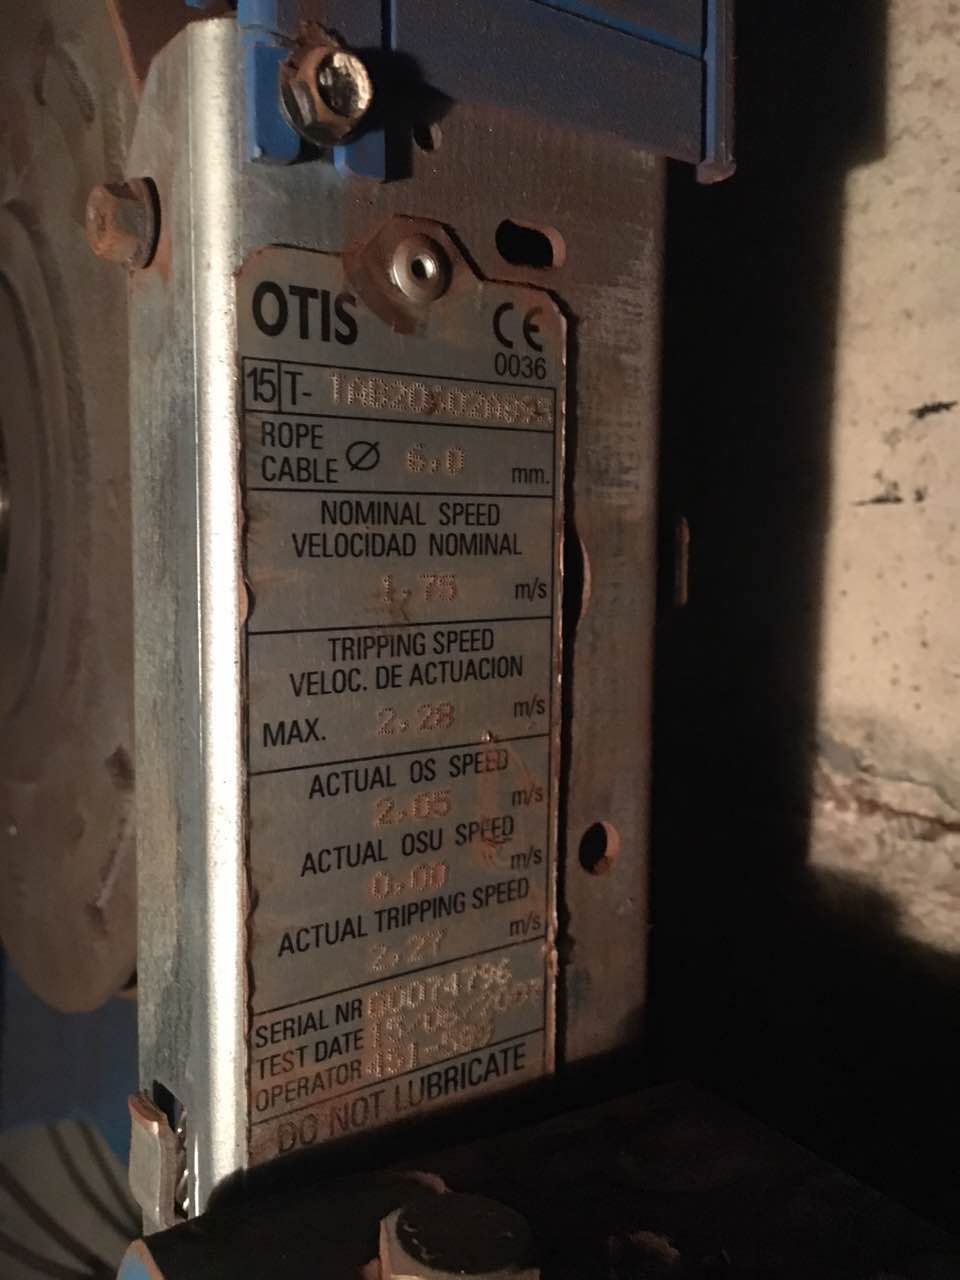 OTIS
CE
0036
15 T-
ROPE
CABLE Ø 6.0 mm.
NOMINAL SPEED
VELOCIDAD NOMINAL
1.75 m/s
TRIPPING SPEED
VELOC. DE ACTUACION
MAX. 2.28 m/s
ACTUAL OS SPEED
2.05 m/s
ACTUAL OSU SPEED
0.00 m/s
ACTUAL TRIPPING SPEED
2.27 m/s
SERIAL NR 00074796
TEST DATE
OPERATOR
DO NOT LUBRICATE